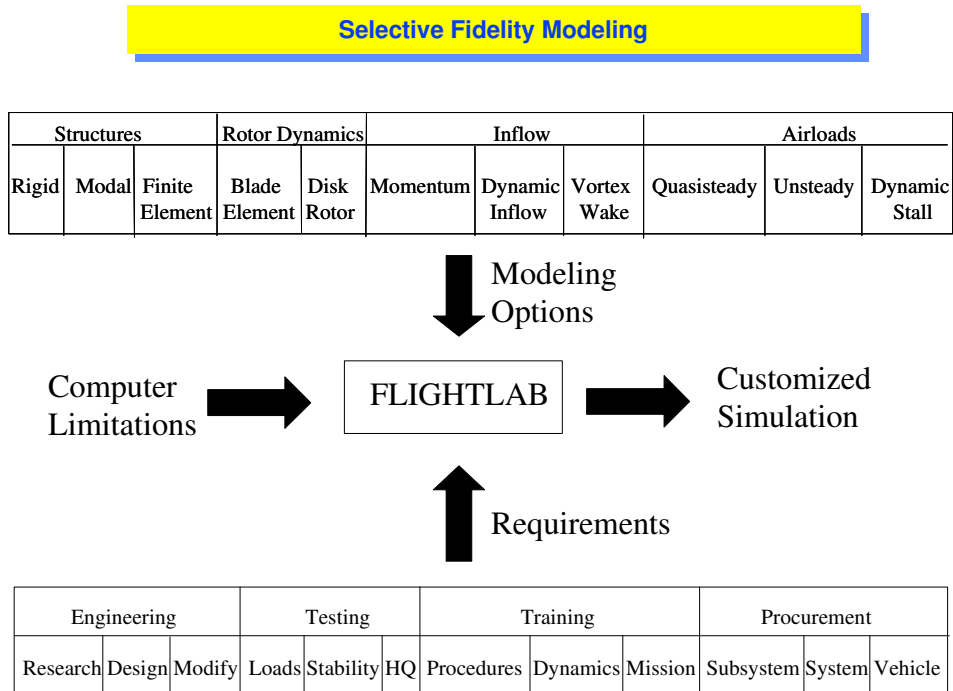 Selective Fidelity Modeling
Structures Rotor Dynamics Inflow Airloads
Rigid Modal Finite Blade Disk Momentum Dynamic Vortex Quasisteady Unsteady Dynamic
Element Element Rotor Inflow Wake Stall
Modeling
Options
Computer
Limitations
FLIGHTLAB
Customized
Simulation
Requirements
Engineering Testing Training Procurement
Research Design Modify Loads Stability HQ Procedures Dynamics Mission Subsystem System Vehicle